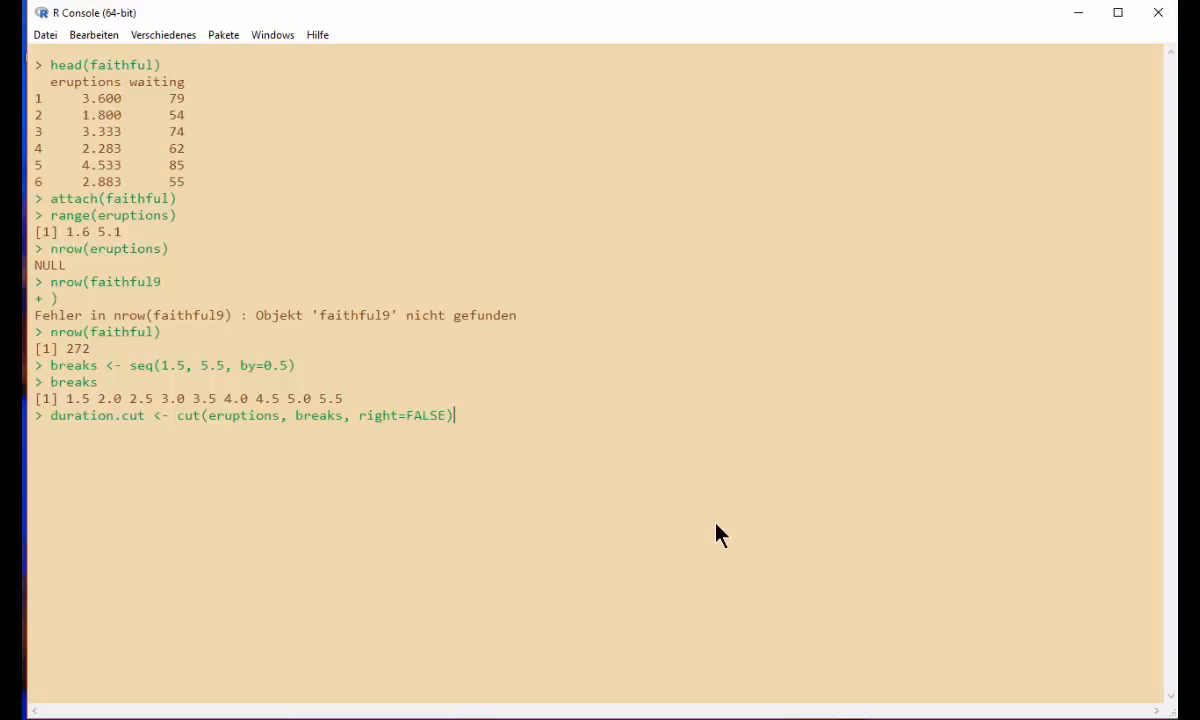 R Console (64-bit)
Datei Bearbeiten Verschiedenes Pakete Windows Hilfe
> head(faithful)
  eruptions waiting
1     3.600      79
2     1.800      54
3     3.333      74
4     2.283      62
5     4.533      85
6     2.883      55
> attach(faithful)
> range(eruptions)
[1] 1.6 5.1
> nrow(eruptions)
NULL
> nrow(faithful9
+ )
Fehler in nrow(faithful9) : Objekt 'faithful9' nicht gefunden
> nrow(faithful)
[1] 272
> breaks <- seq(1.5, 5.5, by=0.5)
> breaks
[1] 1.5 2.0 2.5 3.0 3.5 4.0 4.5 5.0 5.5
> duration.cut <- cut(eruptions, breaks, right=FALSE)